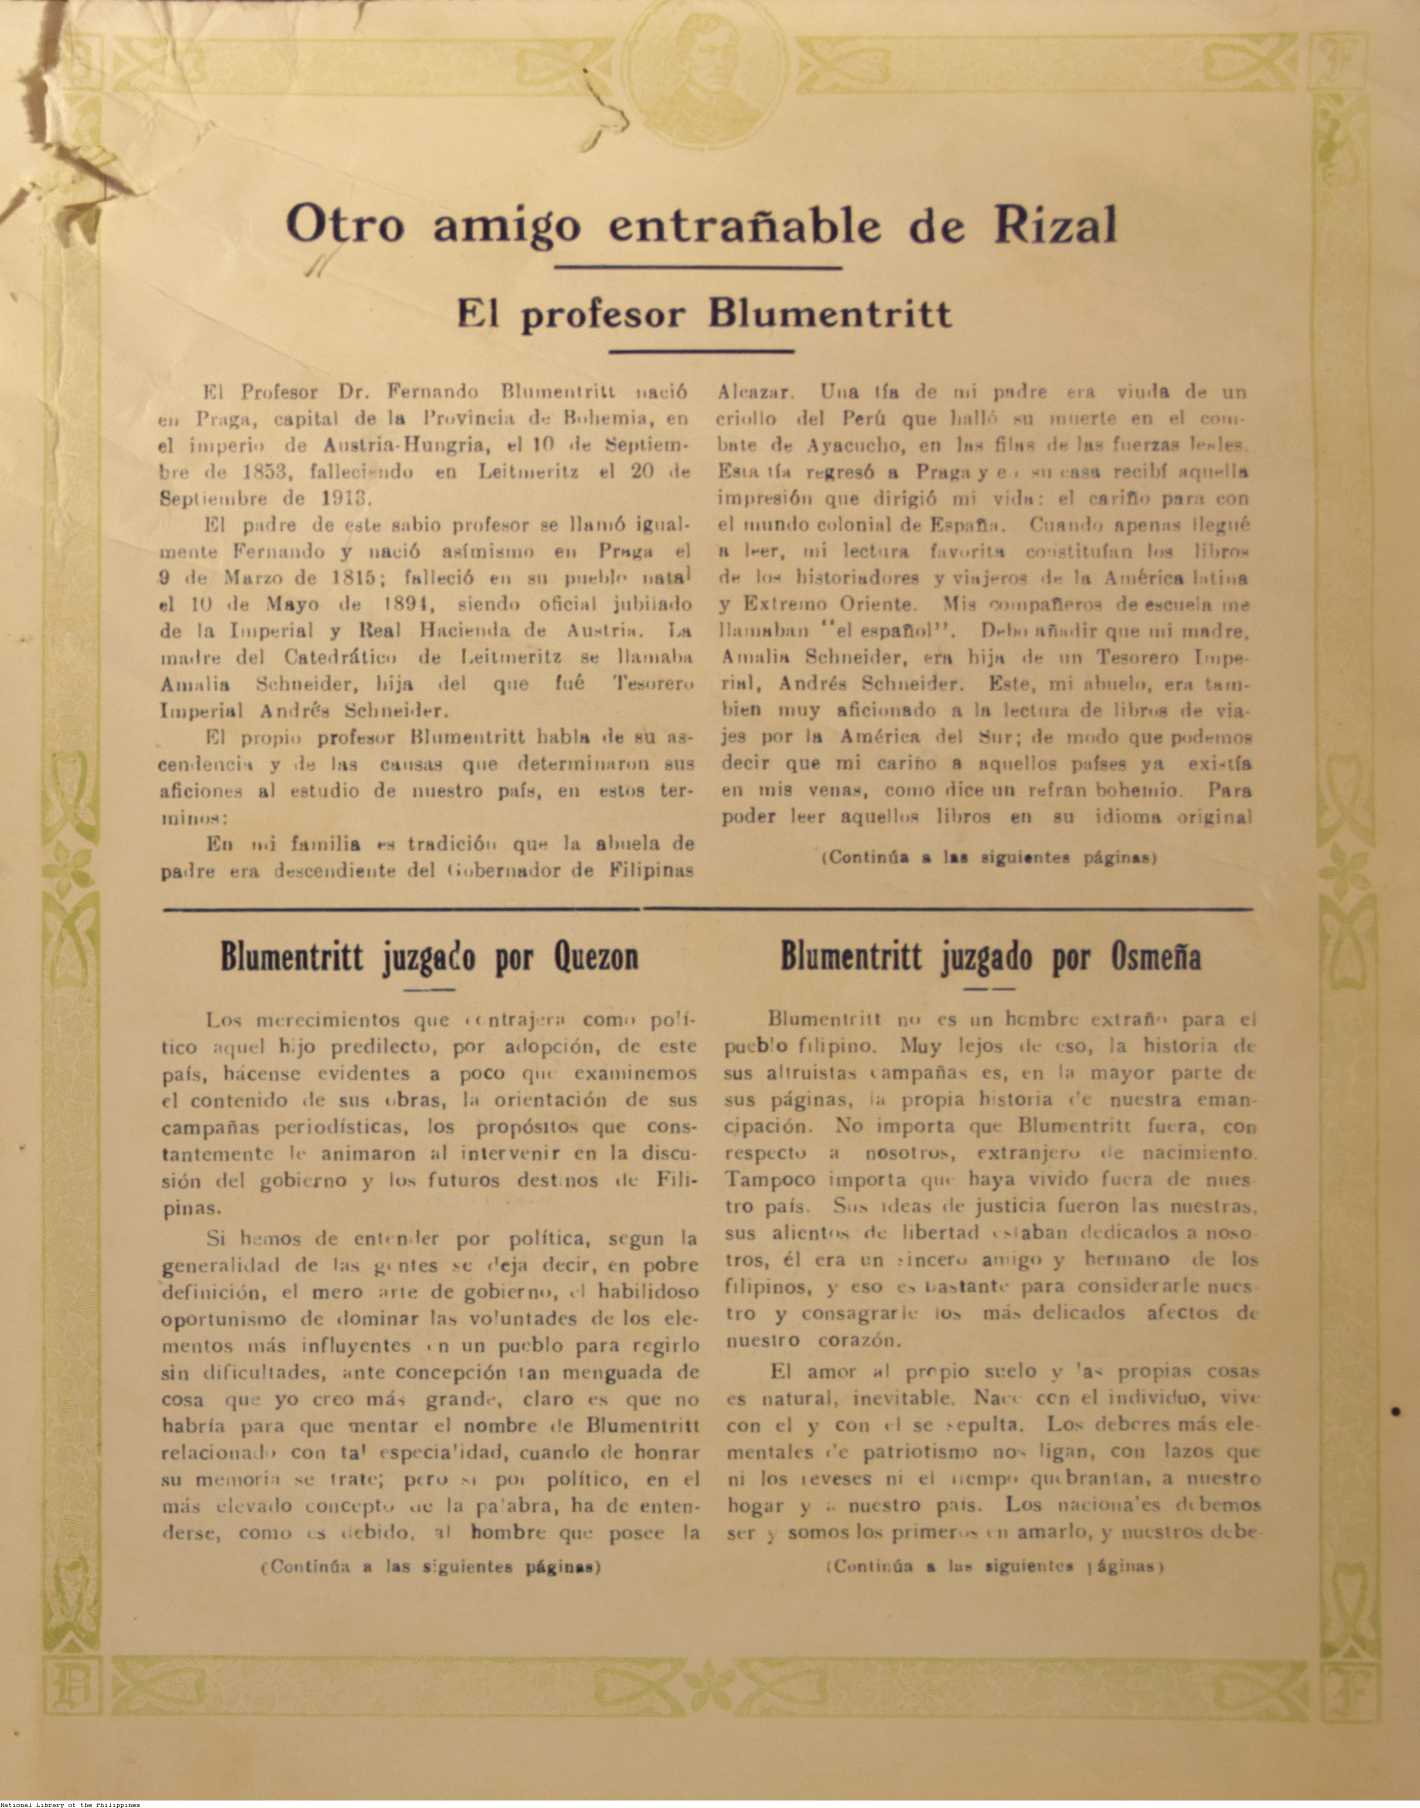 Otro amigo entrañable de Rizal
El profesor Blumentritt
El Profesor Dr. Fernando Blumentritt nació
en Praga, capital de la Provincia de Bohemia, en
el imperio de Austria-Hungria, el 10 de Septiem-
bre de 1853, falleciendo en Leitmeritz el 20 de
Septiembre de 1913.
El padre de este sabio profesor se llamó igual-
mente Fernando y nació asímismo en Praga el
9 de Marzo de 1815; falleció en su pueblo natal
el 10 de Mayo de 1894, siendo oficial jubilado
de la Imperial y Real Hacienda de Austria. La
madre del Catedrático de Leitmeritz se llamaba
Amalia Schneider, hija del que fué Tesorero
Imperial Andrés Schneider.
El propio profesor Blumentritt habla de su as-
cendencia y de las causas que determinaron sus
aficiones al estudio de nuestro país, en estos ter-
minos:
En mi familia es tradición que la abuela de
padre era descendiente del Gobernador de Filipinas
Alcazar. Una tía de mi padre era viuda de un
criollo del Perú que halló su muerte en el com-
bate de Ayacucho, en las filas de las fuerzas leales.
Esta tía regresó a Praga y en su casa recibí aquella
impresión que dirigió mi vida: el cariño para con
el mundo colonial de España. Cuando apenas llegué
a leer, mi lectura favorita constituían los libros
de los historiadores y viajeros de la América latina
y Extremo Oriente. Mis compañeros de escuela me
llamaban "el español". Debo añadir que mi madre,
Amalia Schneider, era hija de un Tesorero Impe-
rial, Andrés Schneider. Este, mi abuelo, era tam-
bien muy aficionado a la lectura de libros de via-
jes por la América del Sur; de modo que podemos
decir que mi cariño a aquellos países ya existía
en mis venas, como dice un refran bohemio. Para
poder leer aquellos libros en su idioma original
(Continúa a las siguientes páginas)
Blumentritt juzgado por Quezon
Los merecimientos que contrajera como polí-
tico aquel hijo predilecto, por adopción, de este
país, hácense evidentes a poco que examinemos
el contenido de sus obras, la orientación de sus
campañas periodísticas, los propósitos que cons-
tantemente le animaron al intervenir en la discu-
sión del gobierno y los futuros destinos de Fili-
pinas.
Si hemos de entender por política, segun la
generalidad de las gentes se deja decir, en pobre
definición, el mero arte de gobierno, el habilidoso
oportunismo de dominar las voluntades de los ele-
mentos más influyentes en un pueblo para regirlo
sin dificultades, ante concepción tan menguada de
cosa que yo creo más grande, claro es que no
habría para que mentar el nombre de Blumentritt
relacionado con tal especialidad, cuando de honrar
su memoria se trate; pero si por político, en el
más elevado concepto de la palabra, ha de enten-
derse, como es debido, al hombre que posee la
(Continúa a las siguientes páginas)
Blumentritt juzgado por Osmeña
Blumentritt no es un hombre extraño para el
pueblo filipino. Muy lejos de eso, la historia de
sus altruistas campañas es, en la mayor parte de
sus páginas, la propia historia de nuestra eman-
cipación. No importa que Blumentritt fuera, con
respecto a nosotros, extranjero de nacimiento.
Tampoco importa que haya vivido fuera de nues
tro país. Sus ideas de justicia fueron las nuestras,
sus alientos de libertad estaban dedicados a noso
tros, él era un sincero amigo y hermano de los
filipinos, y eso es bastante para considerarle nues
tro y consagrarle los más delicados afectos de
nuestro corazón.
El amor al propio suelo y las propias cosas
es natural, inevitable. Nace con el individuo, vive
con el y con el se sepulta. Los deberes más ele-
mentales de patriotismo nos ligan, con lazos que
ni los reveses ni el tiempo quebrantan, a nuestro
hogar y a nuestro pais. Los nacionales debemos
ser y somos los primeros en amarlo, y nuestros debe-
(Continúa a las siguientes páginas)
D F
National Library of the Philippines